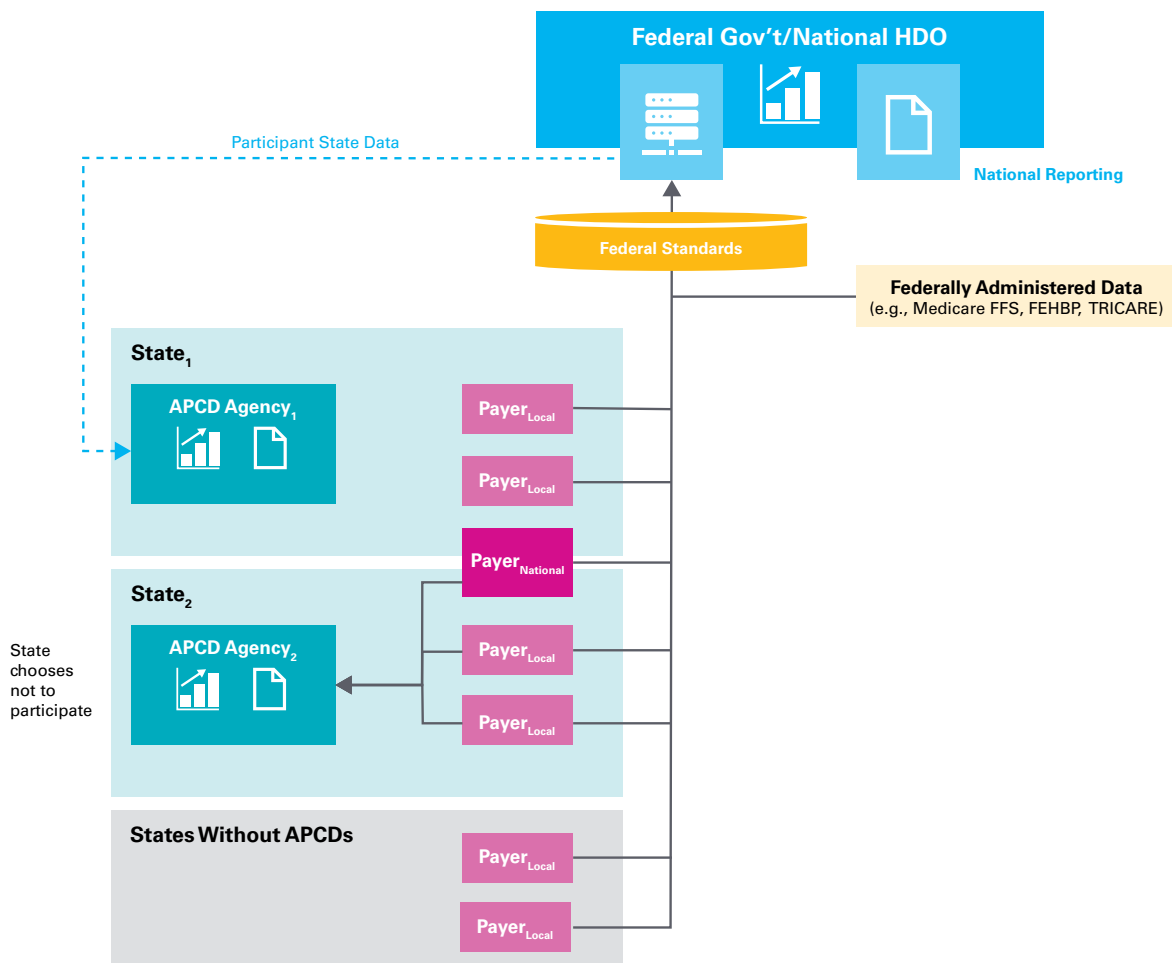 Federal Gov't/National HDO
Participant State Data
National Reporting
Federal Standards
Federally Administered Data
(e.g., Medicare FFS, FEHBP, TRICARE)
State1
APCD Agency1
PayerLocal
PayerLocal
PayerNational
State2
State
chooses
not to
participate
APCD Agency2
PayerLocal
PayerLocal
States Without APCDs
PayerLocal
PayerLocal